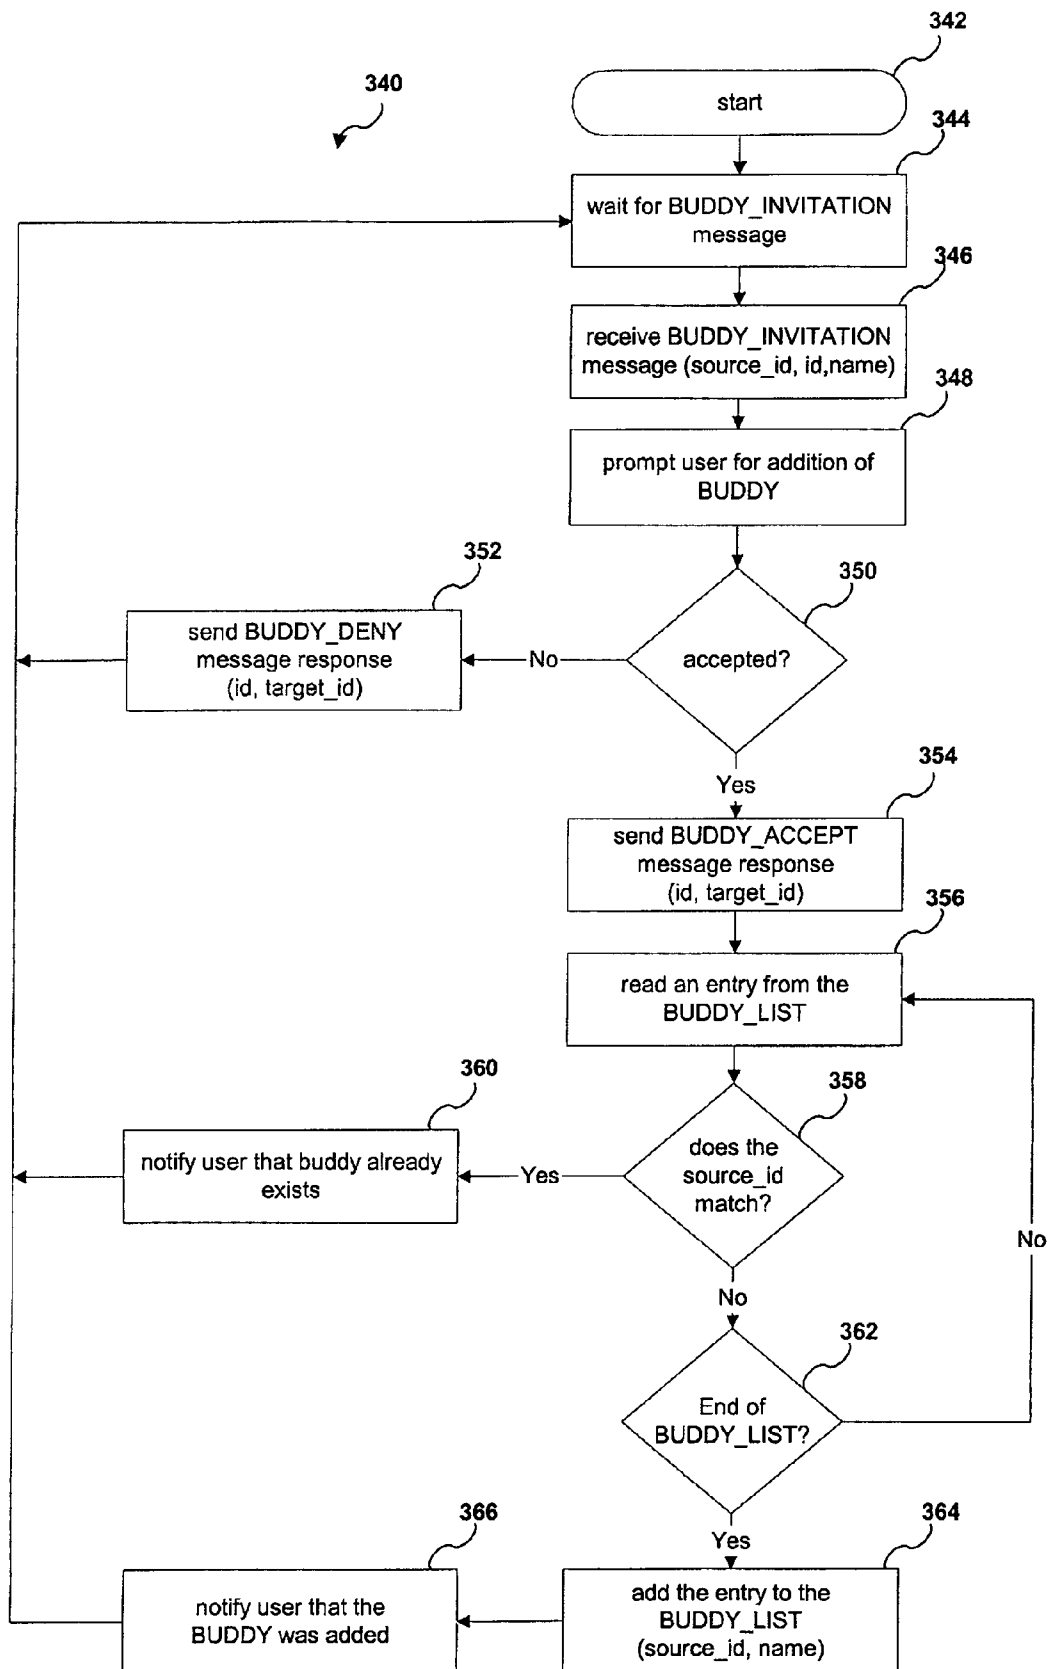 342
340
start
344
wait for BUDDY_INVITATION
message
346
receive BUDDY_INVITATION
message (source_id, id,name)
348
prompt user for addition of
BUDDY
352
350
send BUDDY_DENY
message response
(id, target_id)
No
accepted?
Yes
354
send BUDDY_ACCEPT
message response
(id, target_id)
356
read an entry from the
BUDDY_LIST
360
358
notify user that buddy already
exists
Yes
does the
source_id
match?
No
No
362
End of
BUDDY_LIST?
366
Yes
364
notify user that the
BUDDY was added
add the entry to the
BUDDY_LIST
(source_id, name)